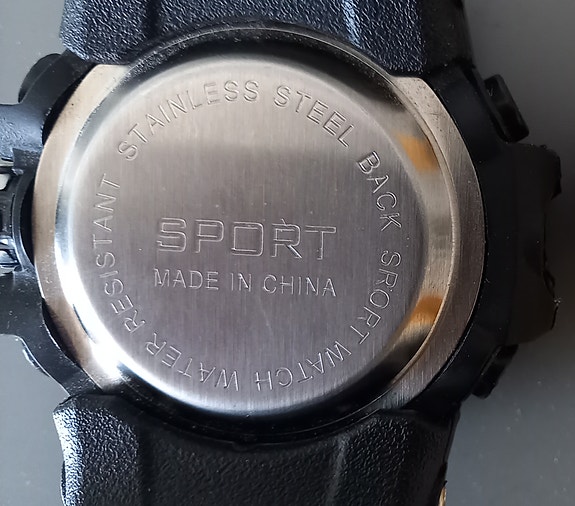 STAINLESS STEEL BACK SRORT WATCH WATER RESISTANT
SPORT
MADE IN CHINA